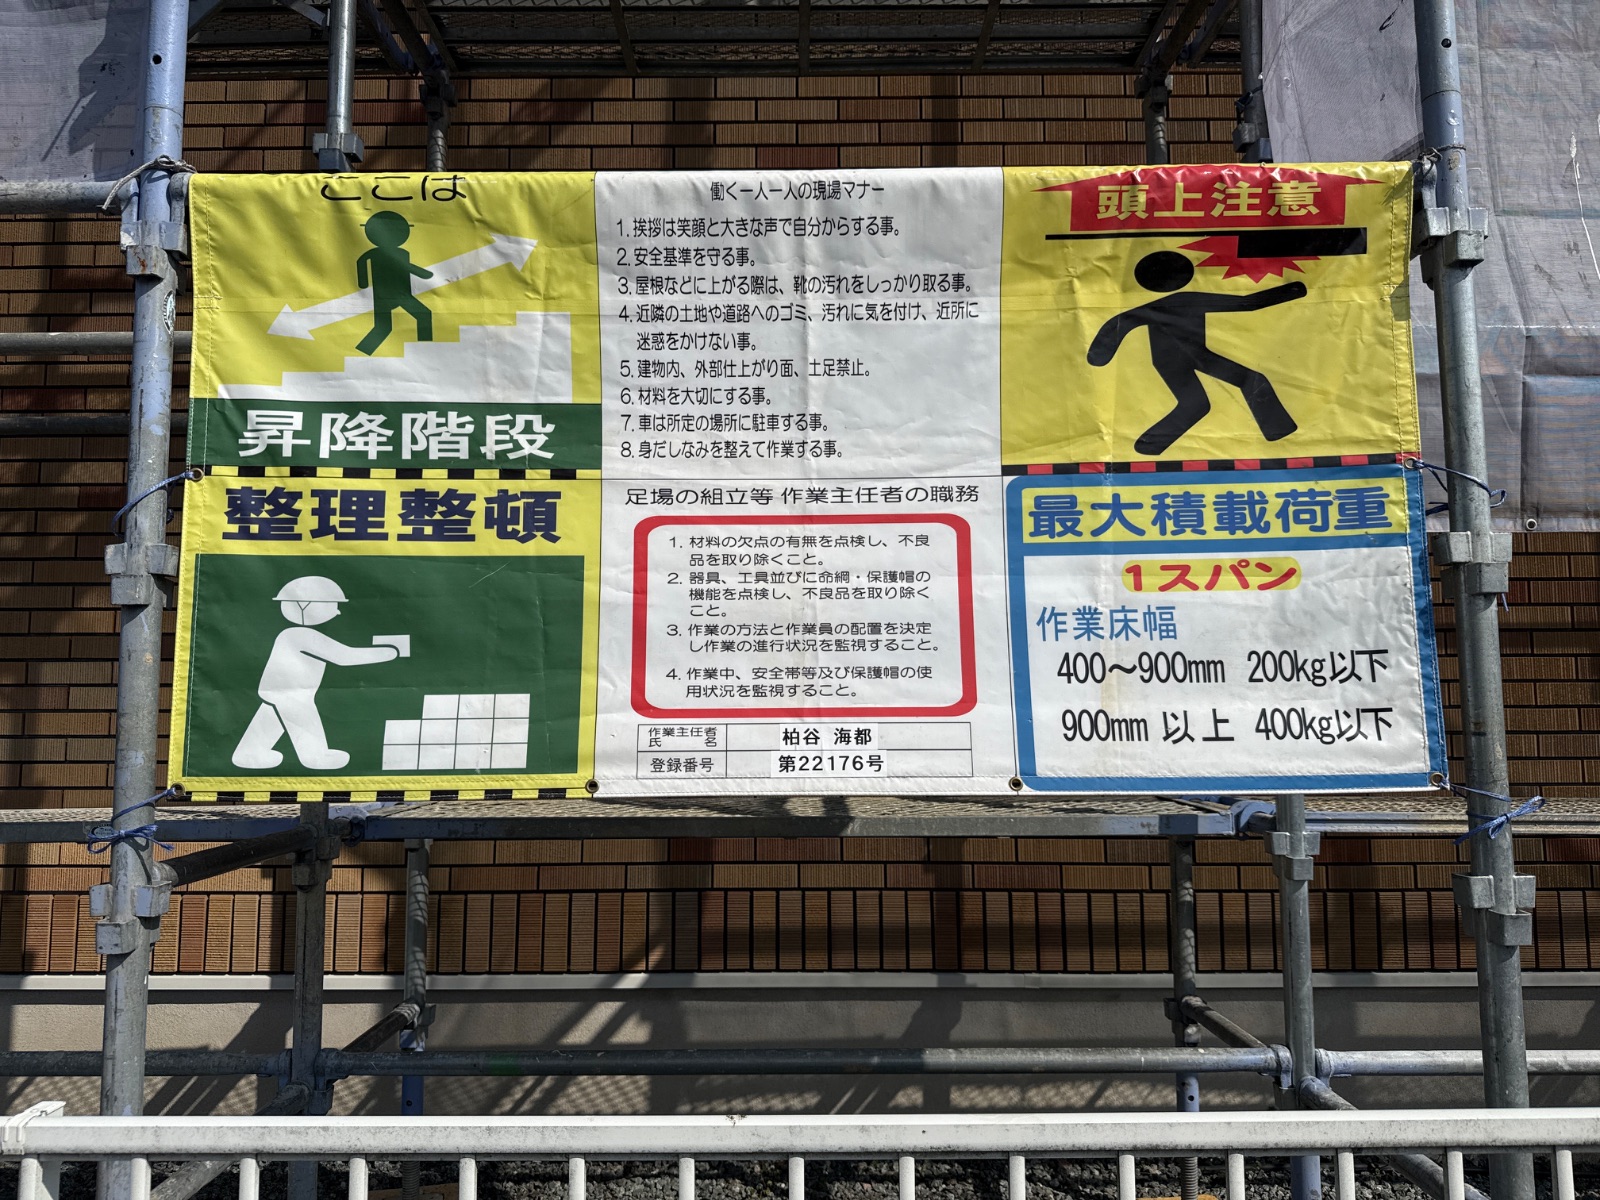 ここは
昇降階段
整理整頓
働く一人一人の現場マナー
1. 挨拶は笑顔と大きな声で自分からする事。
2. 安全基準を守る事。
3. 屋根などに上がる際は、靴の汚れをしっかり取る事。
4. 近隣の土地や道路へのゴミ、汚れに気を付け、近所に
迷惑をかけない事。
5. 建物内、外部仕上がり面、土足禁止。
6. 材料を大切にする事。
7. 車は所定の場所に駐車する事。
8. 身だしなみを整えて作業する事。
足場の組立等 作業主任者の職務
1. 材料の欠点の有無を点検し、不良
品を取り除くこと。
2. 器具、工具並びに命綱・保護帽の
機能を点検し、不良品を取り除く
こと。
3. 作業の方法と作業員の配置を決定
し作業の進行状況を監視すること。
4. 作業中、安全帯等及び保護帽の使
用状況を監視すること。
作業主任者
氏 名
柏谷 海都
登録番号
第22176号
頭上注意
最大積載荷重
1スパン
作業床幅
400〜900mm 200kg以下
900mm 以上 400kg以下